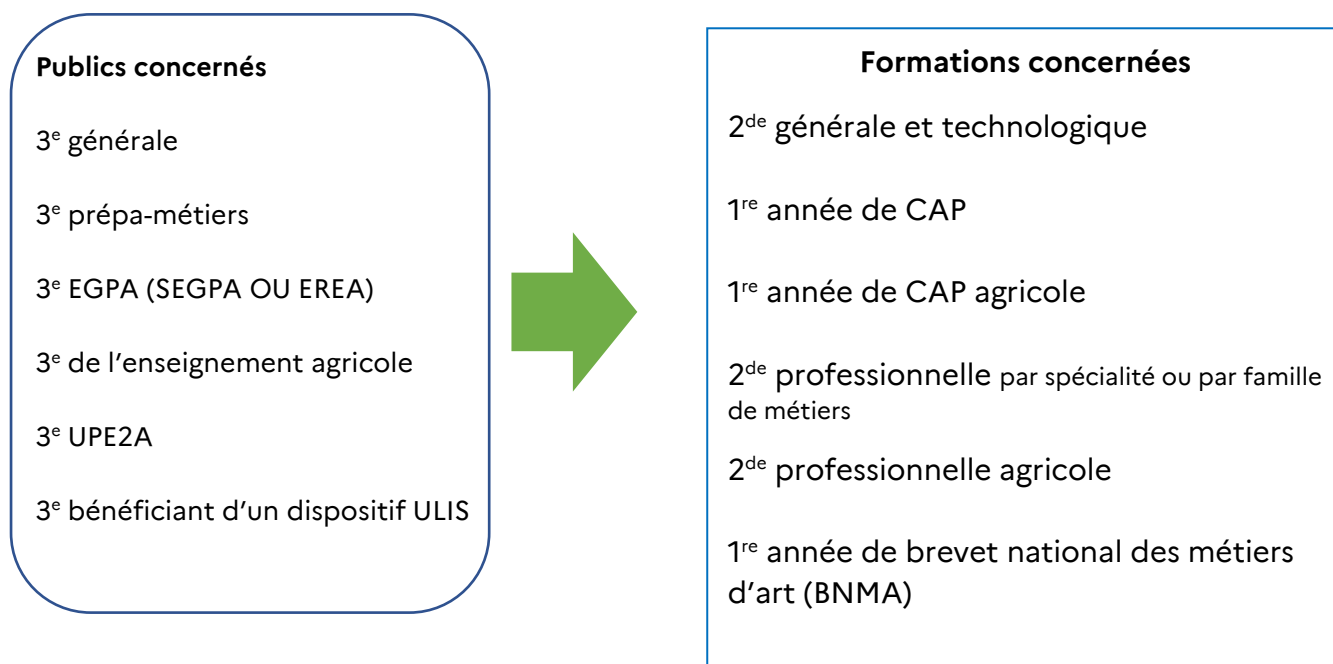 Publics concernés
3e générale
3e prépa-métiers
3e EGPA (SEGPA OU EREA)
3e de l’enseignement agricole
3e UPE2A
3e bénéficiant d’un dispositif ULIS
Formations concernées
2de générale et technologique
1re année de CAP
1re année de CAP agricole
2de professionnelle par spécialité ou par famille
de métiers
2de professionnelle agricole
1re année de brevet national des métiers
d’art (BNMA)